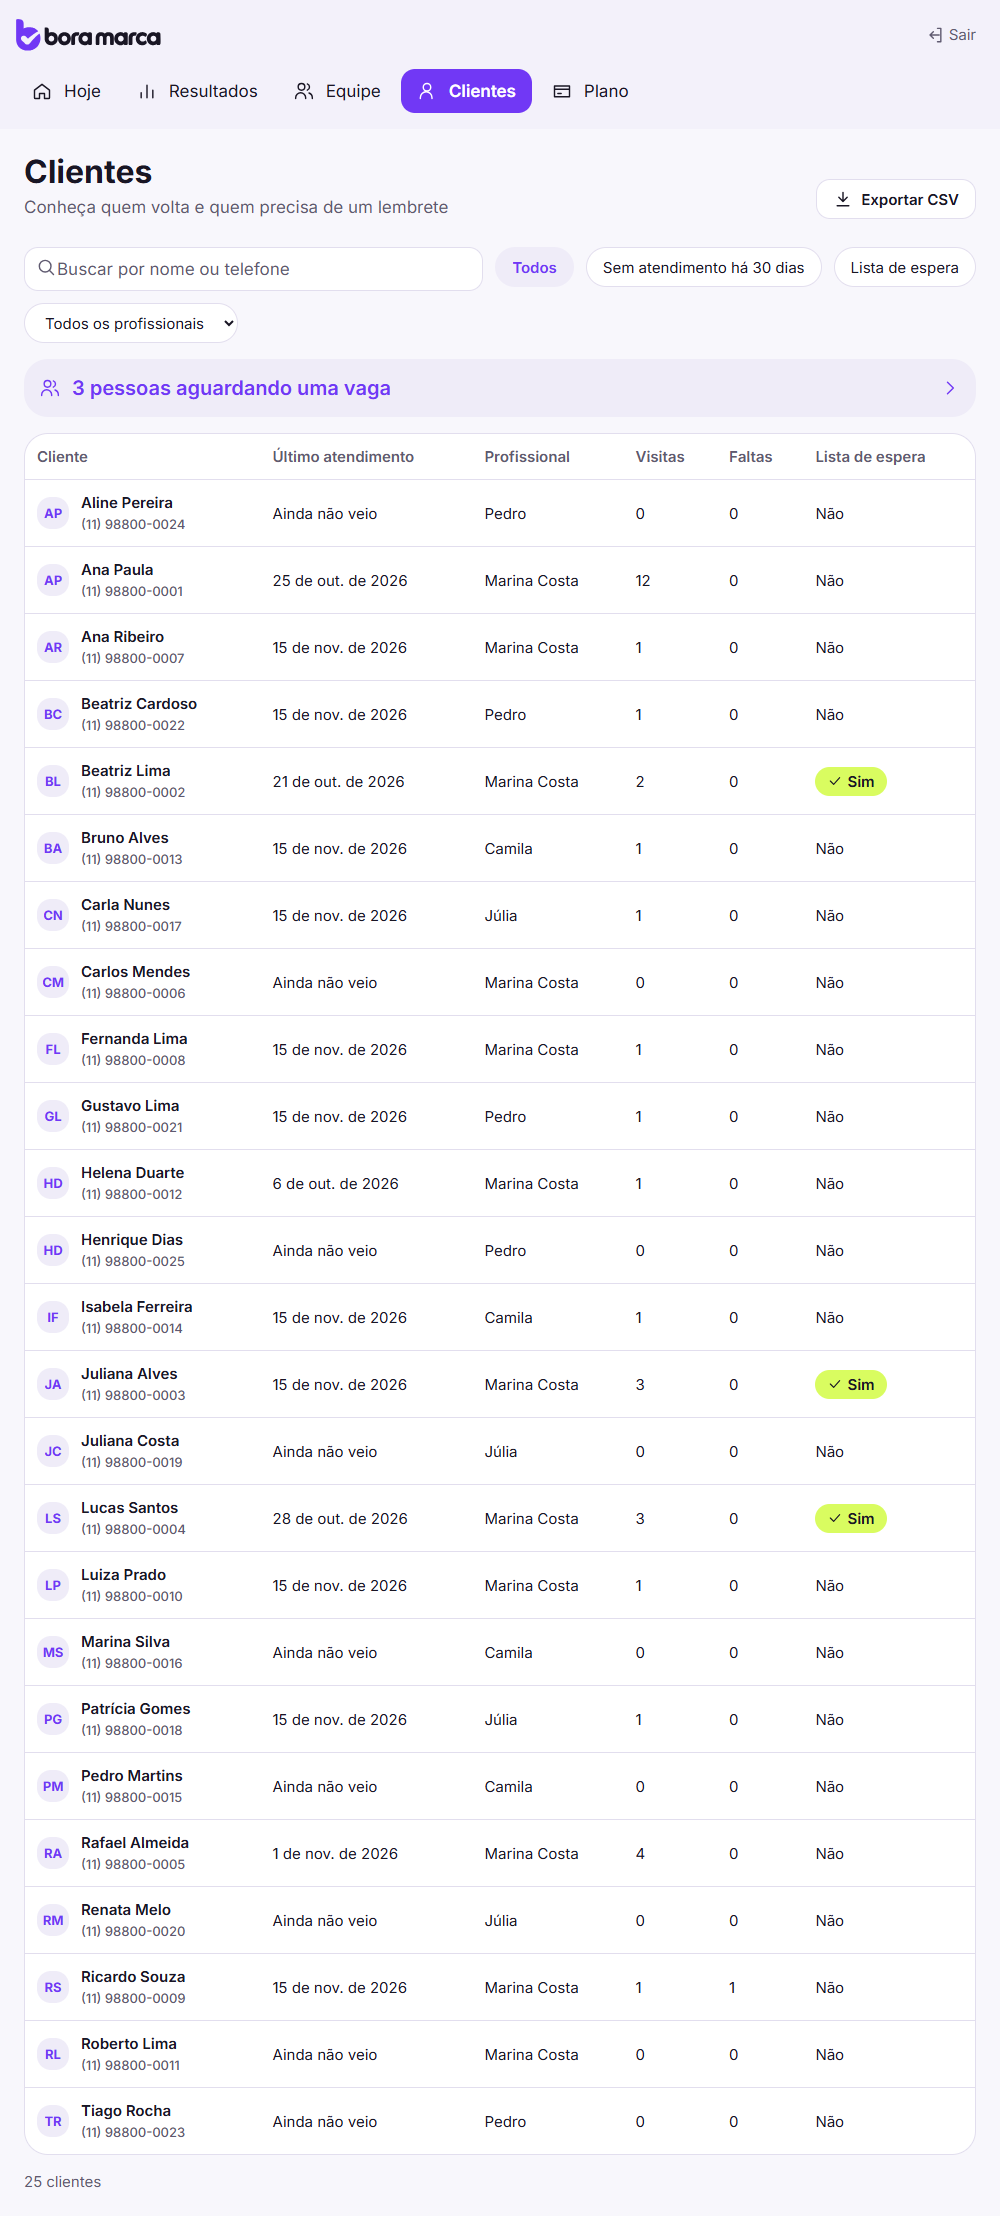 bora marca
Sair
Hoje
Resultados
Equipe
Clientes
Plano
Clientes
Conheça quem volta e quem precisa de um lembrete
Exportar CSV
Buscar por nome ou telefone
Todos
Sem atendimento há 30 dias
Lista de espera
Todos os profissionais
3 pessoas aguardando uma vaga
Cliente Último atendimento Profissional Visitas Faltas Lista de espera
AP Aline Pereira
(11) 98800-0024
Ainda não veio Pedro 0 0 Não
AP Ana Paula
(11) 98800-0001
25 de out. de 2026 Marina Costa 12 0 Não
AR Ana Ribeiro
(11) 98800-0007
15 de nov. de 2026 Marina Costa 1 0 Não
BC Beatriz Cardoso
(11) 98800-0022
15 de nov. de 2026 Pedro 1 0 Não
BL Beatriz Lima
(11) 98800-0002
21 de out. de 2026 Marina Costa 2 0 Sim
BA Bruno Alves
(11) 98800-0013
15 de nov. de 2026 Camila 1 0 Não
CN Carla Nunes
(11) 98800-0017
15 de nov. de 2026 Júlia 1 0 Não
CM Carlos Mendes
(11) 98800-0006
Ainda não veio Marina Costa 0 0 Não
FL Fernanda Lima
(11) 98800-0008
15 de nov. de 2026 Marina Costa 1 0 Não
GL Gustavo Lima
(11) 98800-0021
15 de nov. de 2026 Pedro 1 0 Não
HD Helena Duarte
(11) 98800-0012
6 de out. de 2026 Marina Costa 1 0 Não
HD Henrique Dias
(11) 98800-0025
Ainda não veio Pedro 0 0 Não
IF Isabela Ferreira
(11) 98800-0014
15 de nov. de 2026 Camila 1 0 Não
JA Juliana Alves
(11) 98800-0003
15 de nov. de 2026 Marina Costa 3 0 Sim
JC Juliana Costa
(11) 98800-0019
Ainda não veio Júlia 0 0 Não
LS Lucas Santos
(11) 98800-0004
28 de out. de 2026 Marina Costa 3 0 Sim
LP Luiza Prado
(11) 98800-0010
15 de nov. de 2026 Marina Costa 1 0 Não
MS Marina Silva
(11) 98800-0016
Ainda não veio Camila 0 0 Não
PG Patrícia Gomes
(11) 98800-0018
15 de nov. de 2026 Júlia 1 0 Não
PM Pedro Martins
(11) 98800-0015
Ainda não veio Camila 0 0 Não
RA Rafael Almeida
(11) 98800-0005
1 de nov. de 2026 Marina Costa 4 0 Não
RM Renata Melo
(11) 98800-0020
Ainda não veio Júlia 0 0 Não
RS Ricardo Souza
(11) 98800-0009
15 de nov. de 2026 Marina Costa 1 1 Não
RL Roberto Lima
(11) 98800-0011
Ainda não veio Marina Costa 0 0 Não
TR Tiago Rocha
(11) 98800-0023
Ainda não veio Pedro 0 0 Não
25 clientes